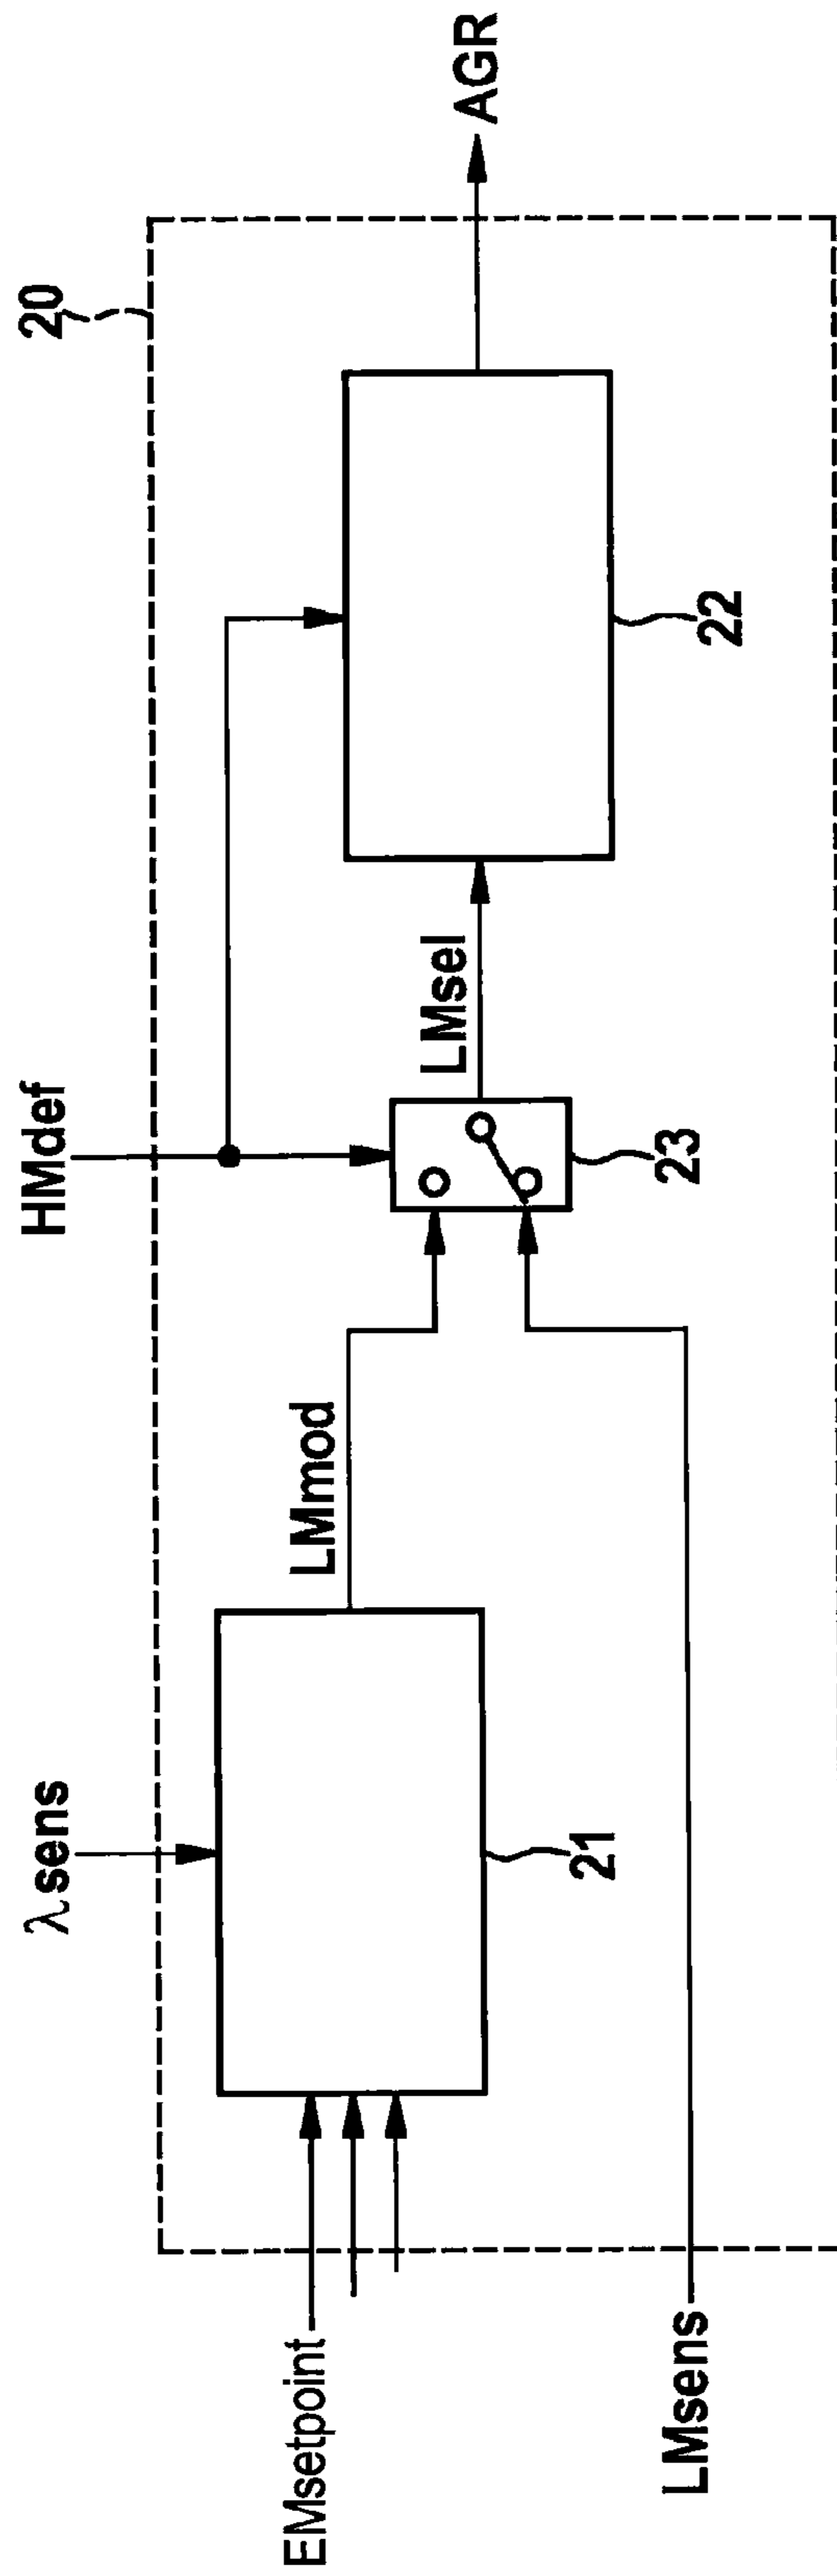 λsens
HMdef
20
EMsetpoint
LMmod
LMsel
AGR
21
23
22
LMsens